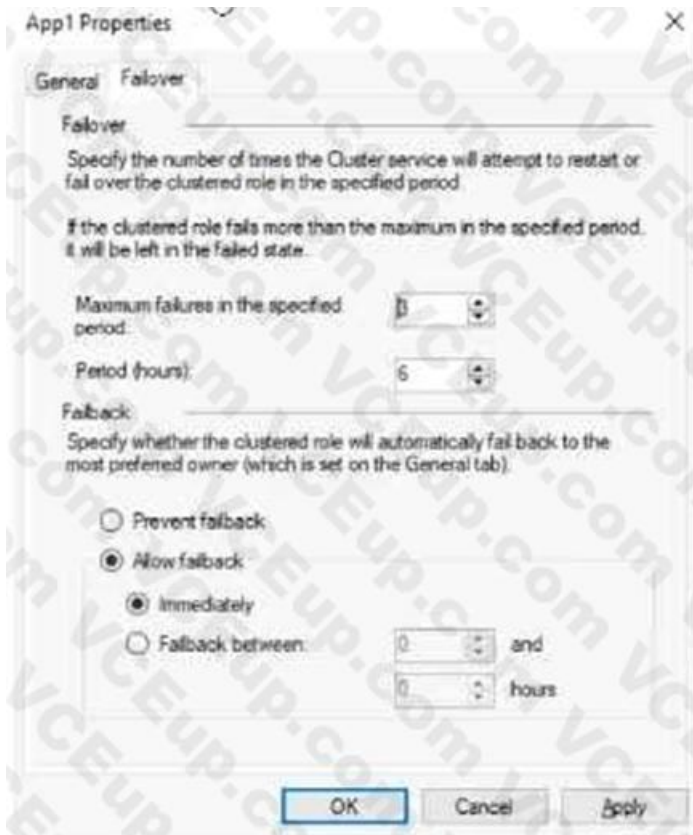 App1 Properties
General Failover
Failover
Specify the number of times the Cluster service will attempt to restart or
fail over the clustered role in the specified period.
If the clustered role fails more than the maximum in the specified period,
it will be left in the failed state.
Maximum failures in the specified
period:
Period (hours): 6
Failback
Specify whether the clustered role will automatically fail back to the
most preferred owner (which is set on the General tab).
Prevent failback
Allow failback
Immediately
Failback between: 0 and
0 hours
OK Cancel Apply
VCEup.com